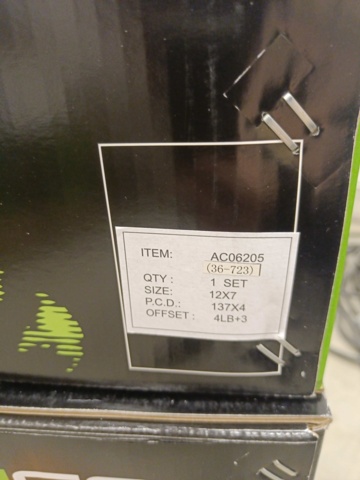 ITEM: AC06205
(36-723)
QTY : 1 SET
SIZE: 12X7
P.C.D.: 137X4
OFFSET : 4LB+3